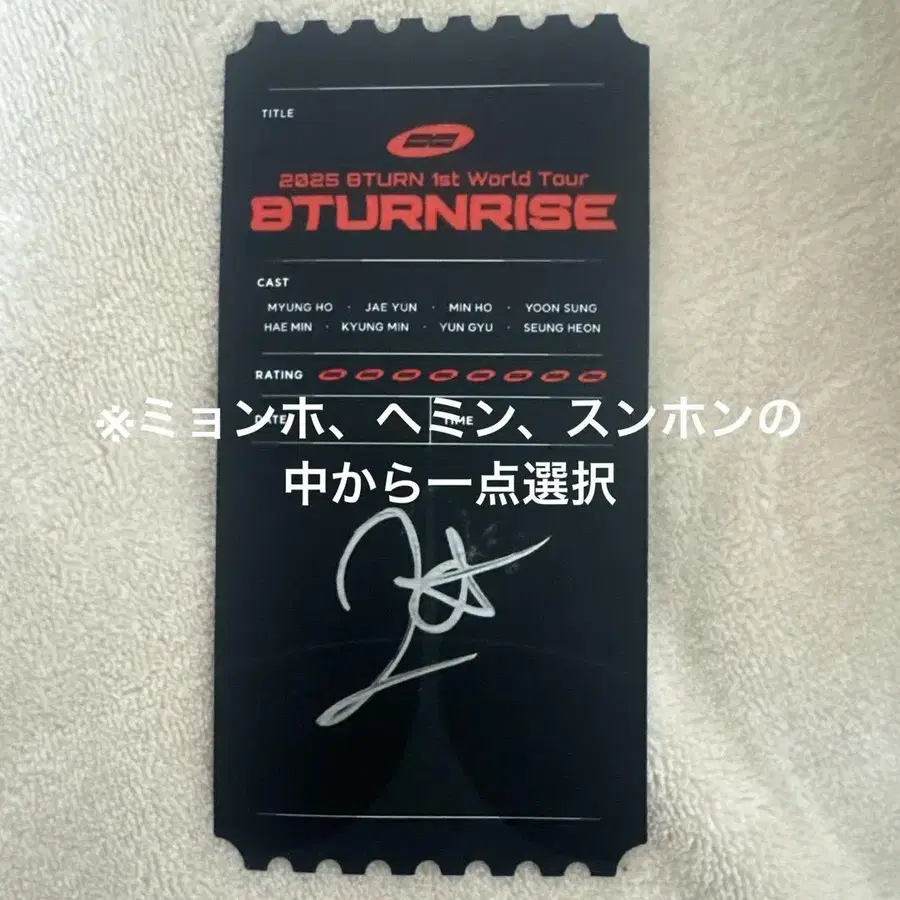 TITLE
2025 8TURN 1st World Tour
8TURNRISE
CAST
MYUNG HO · JAE YUN · MIN HO · YOON SUNG
HAE MIN · KYUNG MIN · YUN GYU · SEUNG HEON
RATING
DATE TIME
※ミョンホ、ヘミン、スンホンの
中から一点選択